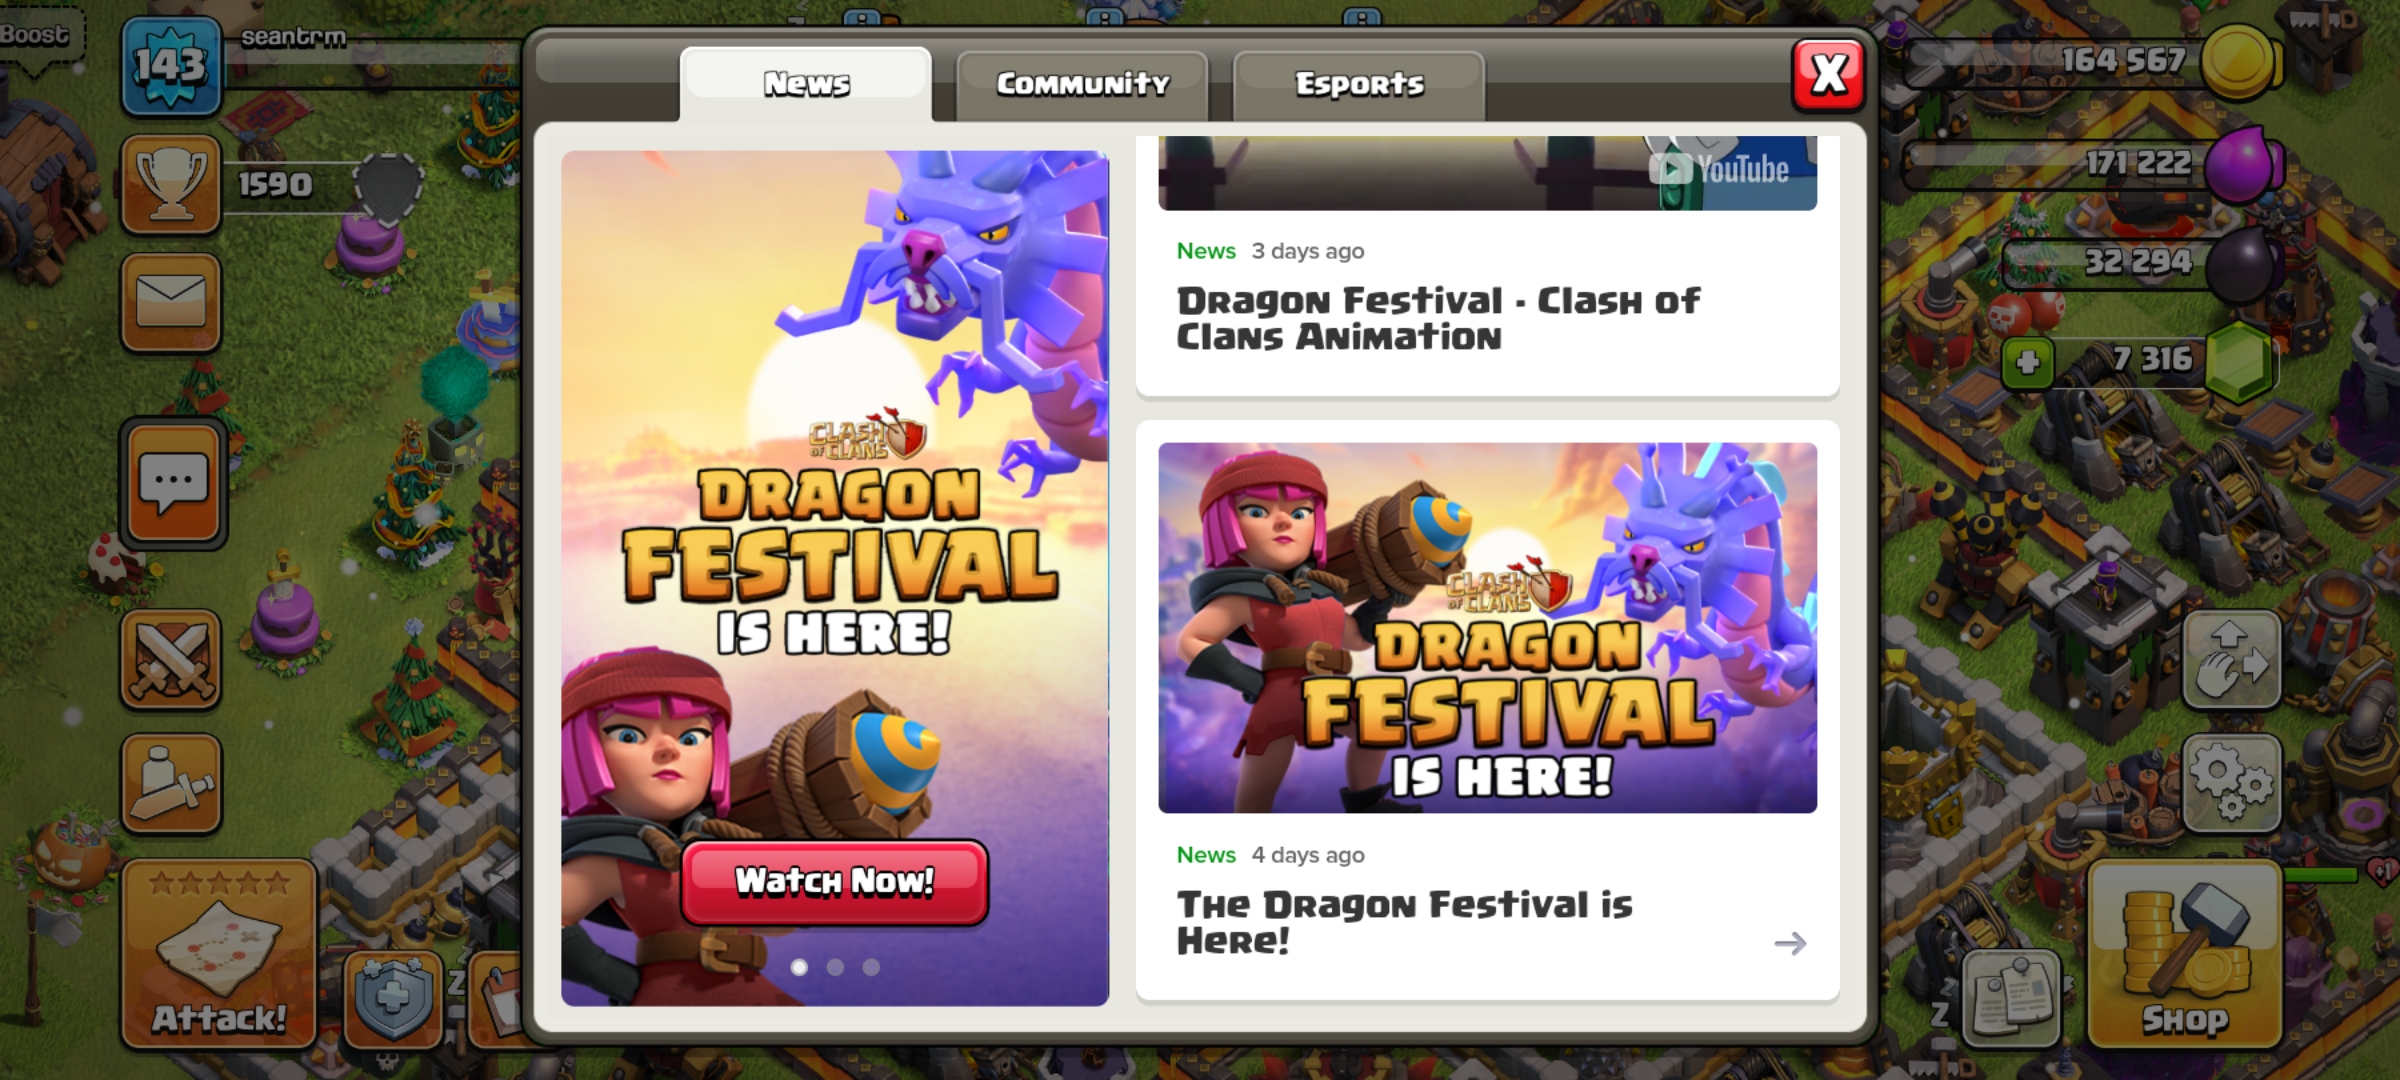 Boost
143
seantrm
News
Community
Esports
X
164 567
1590
171 222
32 294
7 316
YouTube
News 3 days ago
Dragon Festival - Clash of
Clans Animation
CLASH
OF CLANS
DRAGON
FESTIVAL
IS HERE!
Watch Now!
CLASH
OF CLANS
DRAGON
FESTIVAL
IS HERE!
News 4 days ago
The Dragon Festival is
Here!
+1
Attack!
Shop
Z
Z
Z